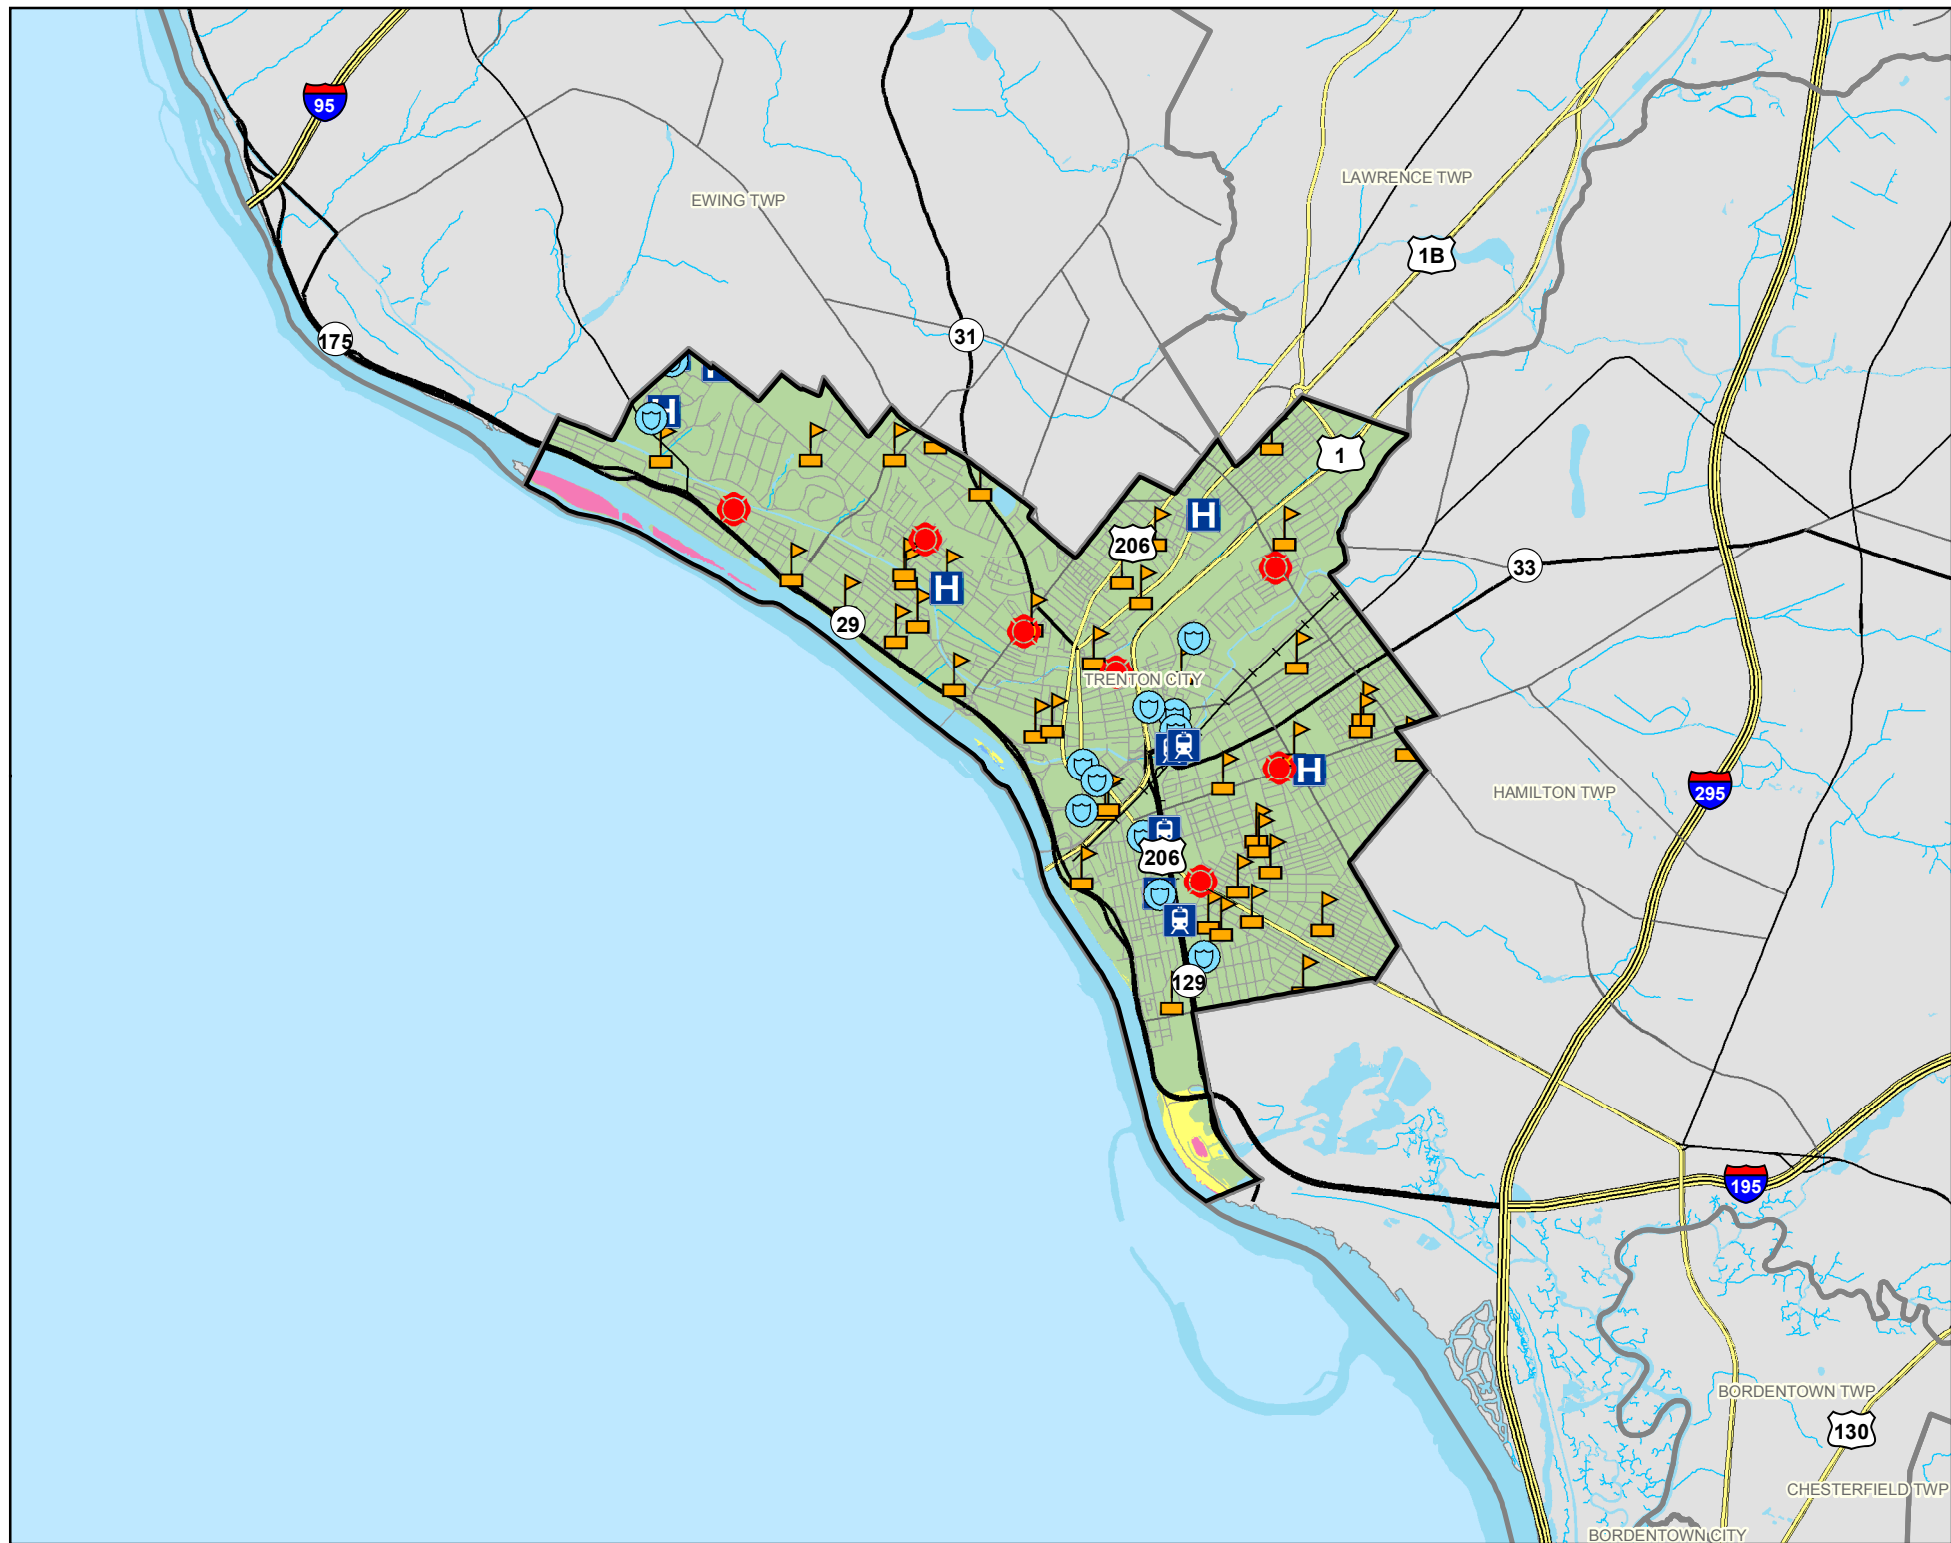 95
LAWRENCE TWP
EWING TWP
1B
175
31
1
H
H
206
33
H
29
TRENTON CITY
H
HAMILTON TWP
295
206
129
195
BORDENTOWN TWP
130
CHESTERFIELD TWP
BORDENTOWN CITY